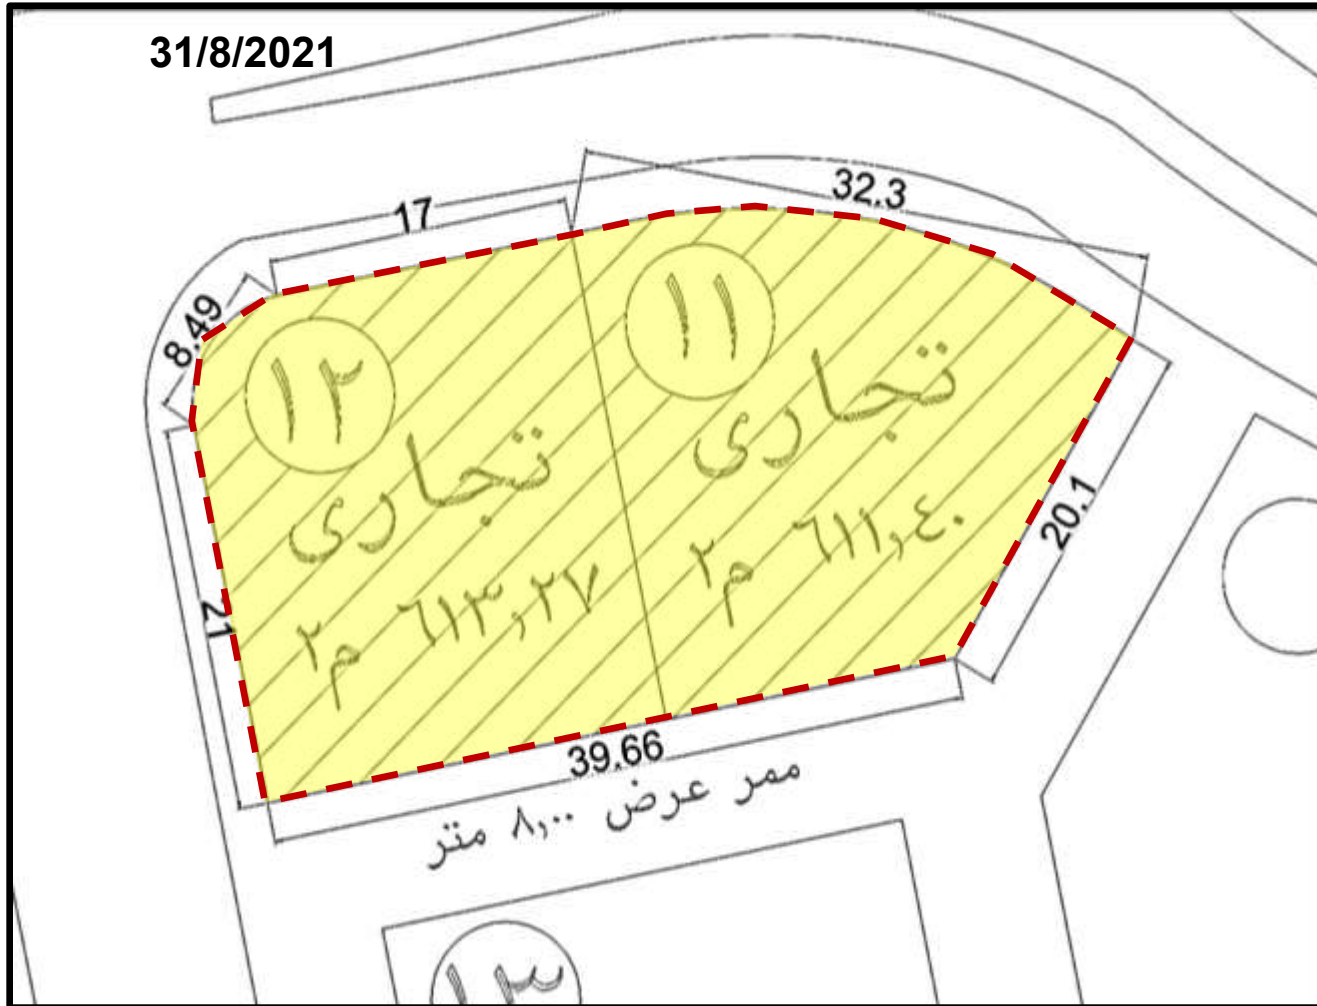 31/8/2021
32.3
17
8.49
١١
تجارى
٦١١,٤٠ م٢
١٢
تجارى
٦١٣,٢٧ م٢
20.1
21
39.66
ممر عرض ٨,٠٠ متر
١٣